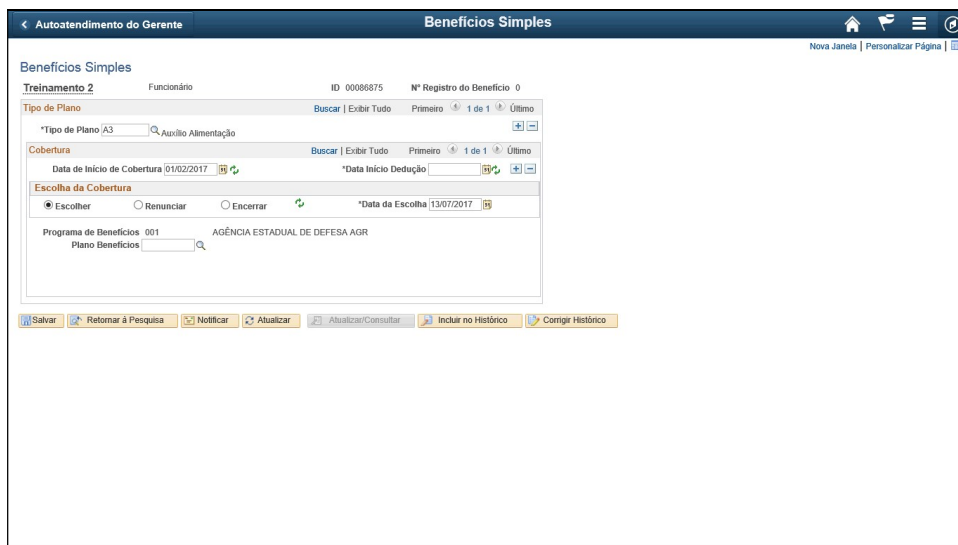 Autoatendimento do Gerente Benefícios Simples
Nova Janela | Personalizar Página |
Benefícios Simples
Treinamento 2 Funcionário ID 00086875 Nº Registro do Benefício 0
Tipo de Plano Buscar | Exibir Tudo Primeiro 1 de 1 Último
*Tipo de Plano A3 Auxílio Alimentação
Cobertura Buscar | Exibir Tudo Primeiro 1 de 1 Último
Data de Início de Cobertura 01/02/2017 *Data Início Dedução
Escolha da Cobertura
Escolher Renunciar Encerrar *Data da Escolha 13/07/2017
Programa de Benefícios 001 AGÊNCIA ESTADUAL DE DEFESA AGR
Plano Benefícios
Salvar Retornar à Pesquisa Notificar Atualizar Atualizar/Consultar Incluir no Histórico Corrigir Histórico